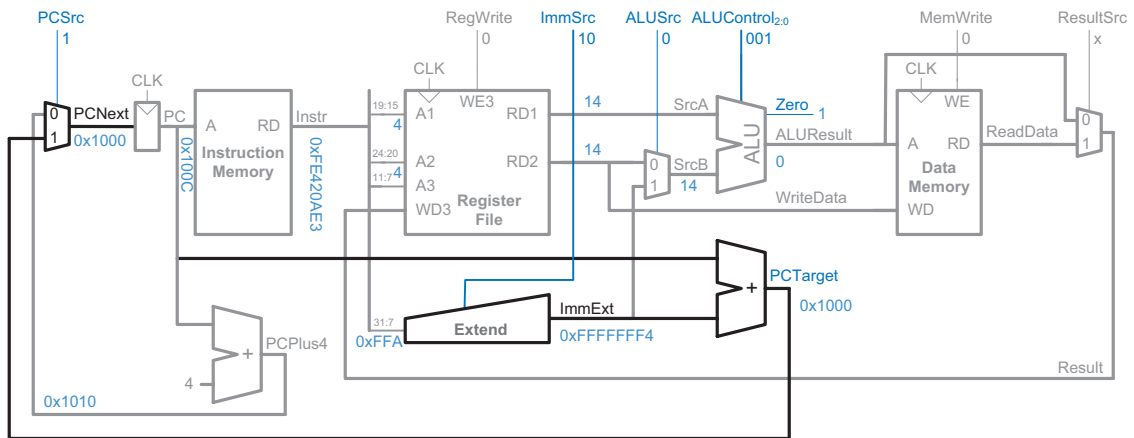 PCSrc
1
RegWrite
0
ImmSrc
10
ALUSrc
0
ALUControl2:0
001
MemWrite
0
ResultSrc
x
CLK
CLK
CLK
0
1
PCNext
0x1000
PC
0x100C
A
RD
Instruction
Memory
Instr
0xFE420AE3
19:15
4
24:20
4
11:7
A1
A2
A3
WD3
WE3
RD1
RD2
Register
File
14
14
SrcA
0
1
SrcB
14
ALU
Zero
1
ALUResult
0
WriteData
WE
A
RD
Data
Memory
WD
ReadData
0
1
PCTarget
0x1000
+
31:7
0xFFA
Extend
ImmExt
0xFFFFFFF4
PCPlus4
+
4
0x1010
Result